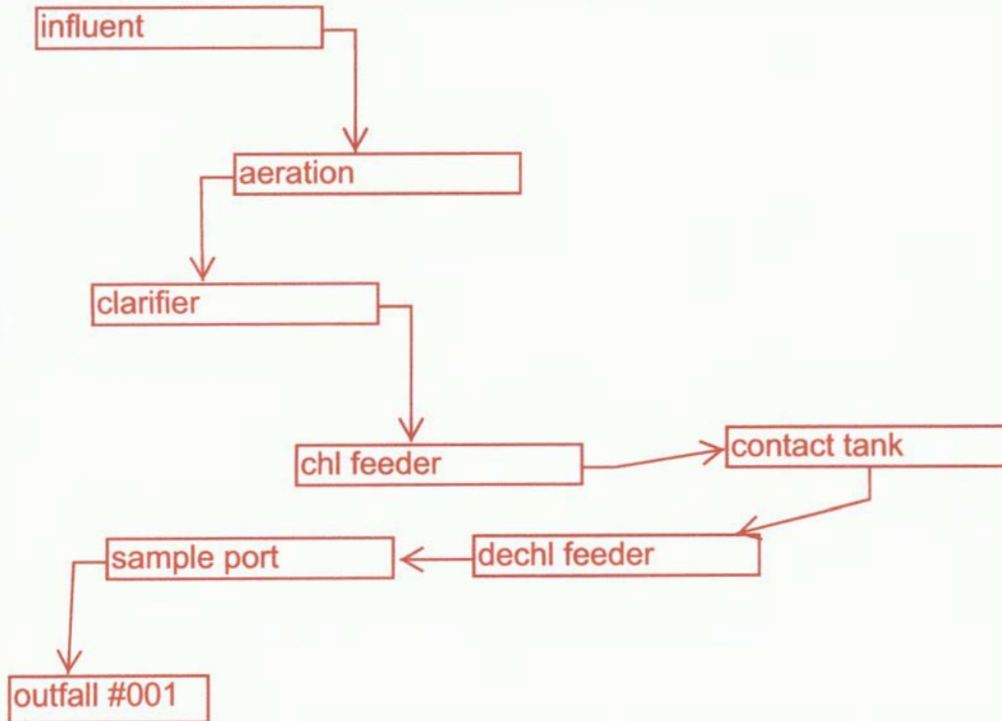 influent
aeration
clarifier
chl feeder
contact tank
dechl feeder
sample port
outfall #001